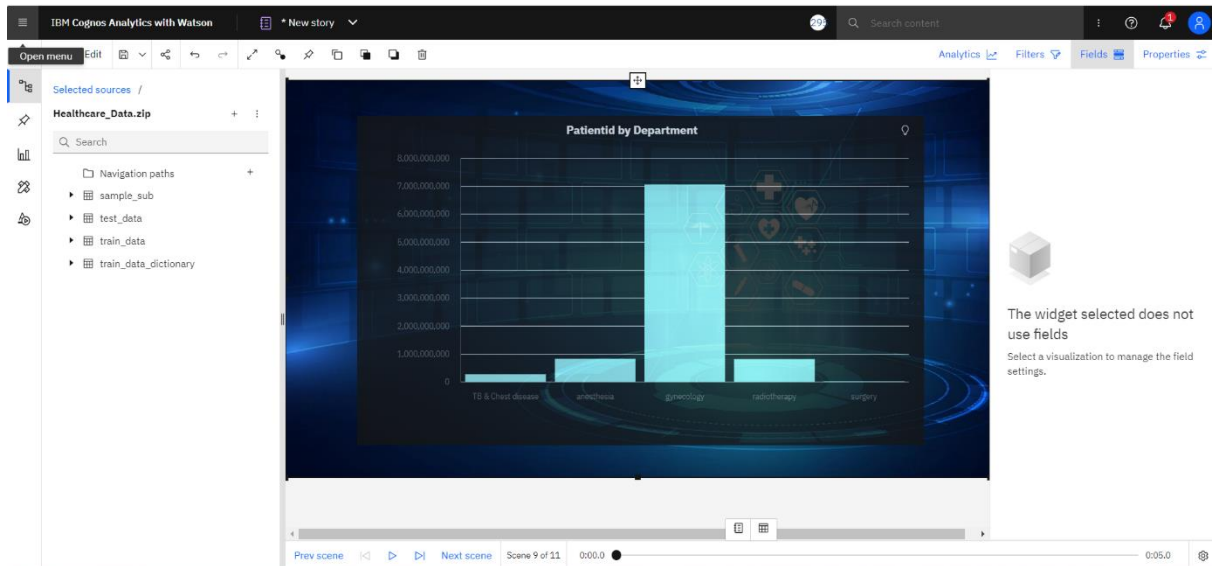 IBM Cognos Analytics with Watson
* New story
295
Search content
Open menu
Edit
Analytics
Filters
Fields
Properties
Selected sources /
Healthcare_Data.zip
Search
Navigation paths
sample_sub
test_data
train_data
train_data_dictionary
Patientid by Department
8,000,000,000
7,000,000,000
6,000,000,000
5,000,000,000
4,000,000,000
3,000,000,000
2,000,000,000
1,000,000,000
0
TB & Chest disease
anesthesia
gynecology
radiotherapy
surgery
The widget selected does not
use fields
Select a visualization to manage the field
settings.
Prev scene
Next scene
Scene 9 of 11
0:00.0
0:05.0